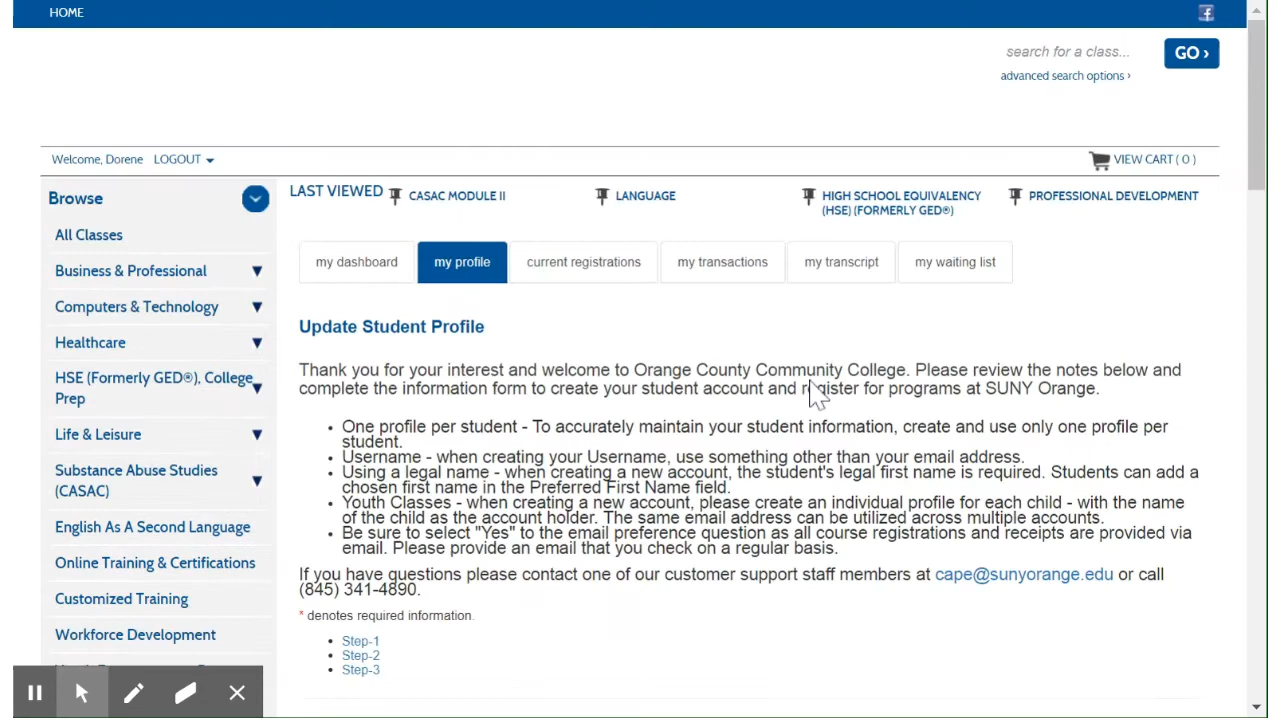 HOME
search for a class...
GO ›
advanced search options ›
Welcome, Dorene LOGOUT
VIEW CART ( 0 )
Browse
All Classes
Business & Professional
Computers & Technology
Healthcare
HSE (Formerly GED®), College
Prep
Life & Leisure
Substance Abuse Studies
(CASAC)
English As A Second Language
Online Training & Certifications
Customized Training
Workforce Development
LAST VIEWED
CASAC MODULE II
LANGUAGE
HIGH SCHOOL EQUIVALENCY
(HSE) (FORMERLY GED®)
PROFESSIONAL DEVELOPMENT
my dashboard
my profile
current registrations
my transactions
my transcript
my waiting list
Update Student Profile
Thank you for your interest and welcome to Orange County Community College. Please review the notes below and
complete the information form to create your student account and register for programs at SUNY Orange.
• One profile per student - To accurately maintain your student information, create and use only one profile per
student.
• Username - when creating your Username, use something other than your email address.
• Using a legal name - when creating a new account, the student's legal first name is required. Students can add a
chosen first name in the Preferred First Name field.
• Youth Classes - when creating a new account, please create an individual profile for each child - with the name
of the child as the account holder. The same email address can be utilized across multiple accounts.
• Be sure to select "Yes" to the email preference question as all course registrations and receipts are provided via
email. Please provide an email that you check on a regular basis.
If you have questions please contact one of our customer support staff members at cape@sunyorange.edu or call
(845) 341-4890.
* denotes required information.
• Step-1
• Step-2
• Step-3